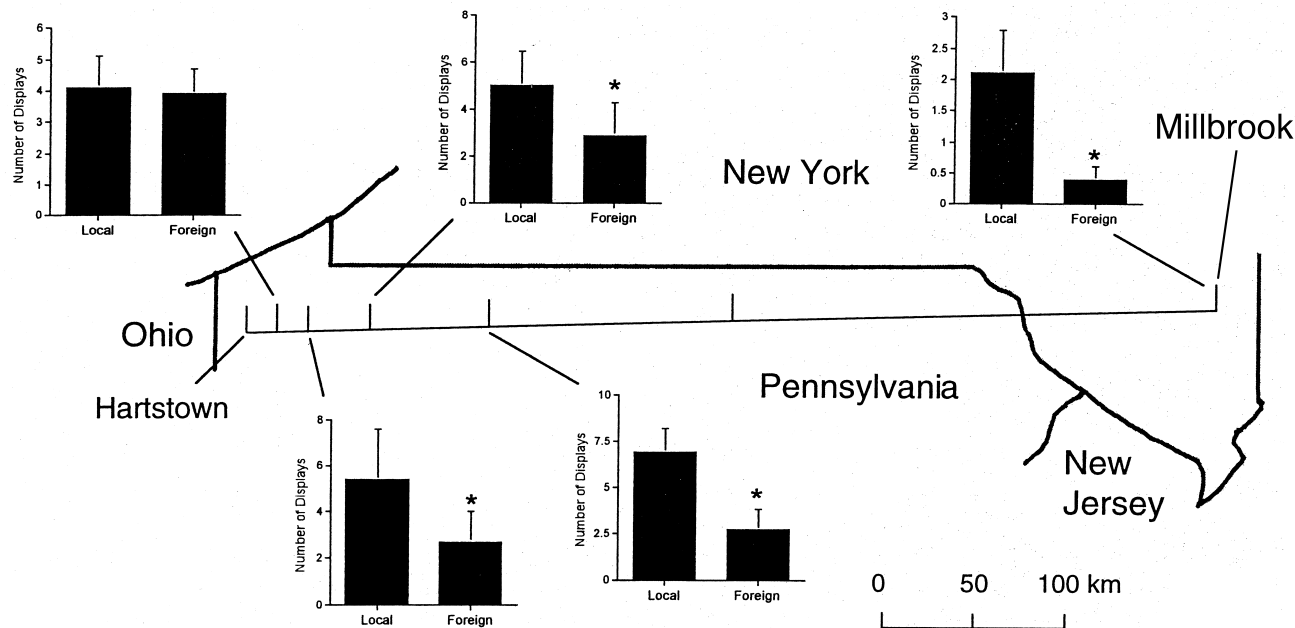 6
5
4
3
2
1
0
Number of Displays
Local Foreign
8
6
4
2
0
Number of Displays
*
Local Foreign
3
2.5
2
1.5
1
0.5
0
Number of Displays
*
Local Foreign
Millbrook
New York
Ohio
Hartstown
Pennsylvania
New
Jersey
8
6
4
2
0
Number of Displays
*
Local Foreign
10
7.5
5
2.5
0
Number of Displays
*
Local Foreign
0 50 100 km